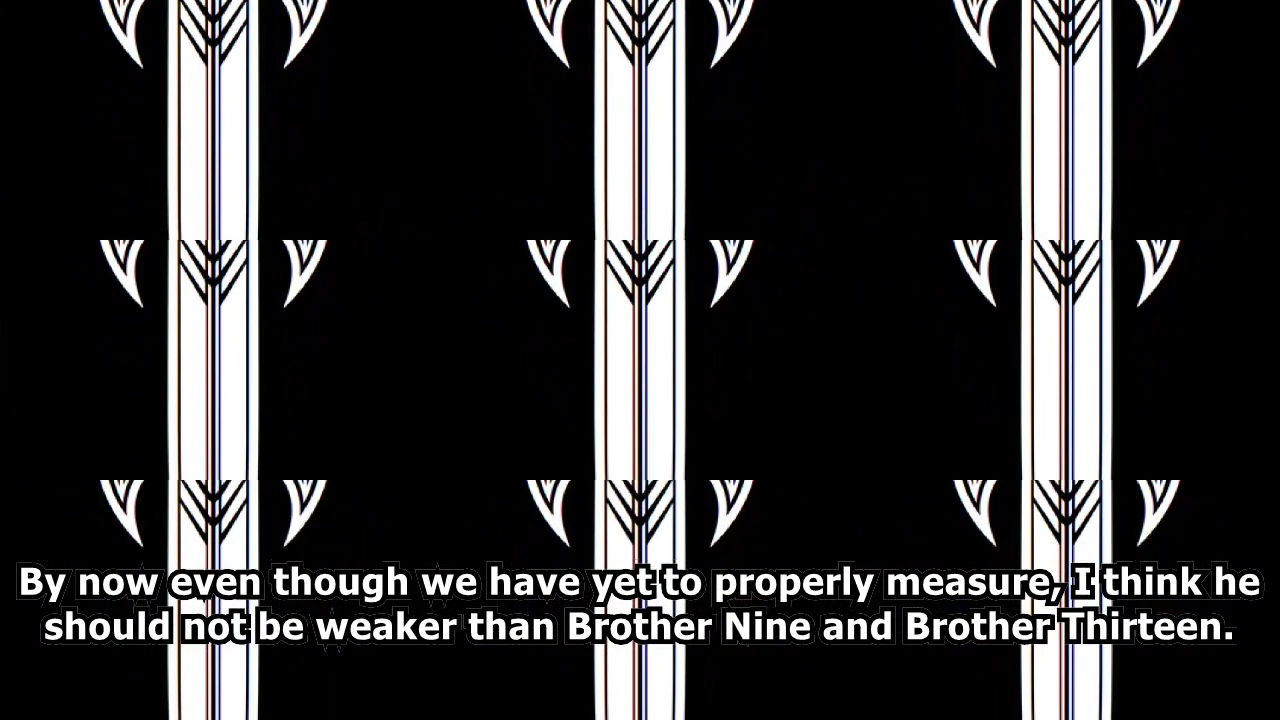 By now even though we have yet to properly measure, I think he
should not be weaker than Brother Nine and Brother Thirteen.